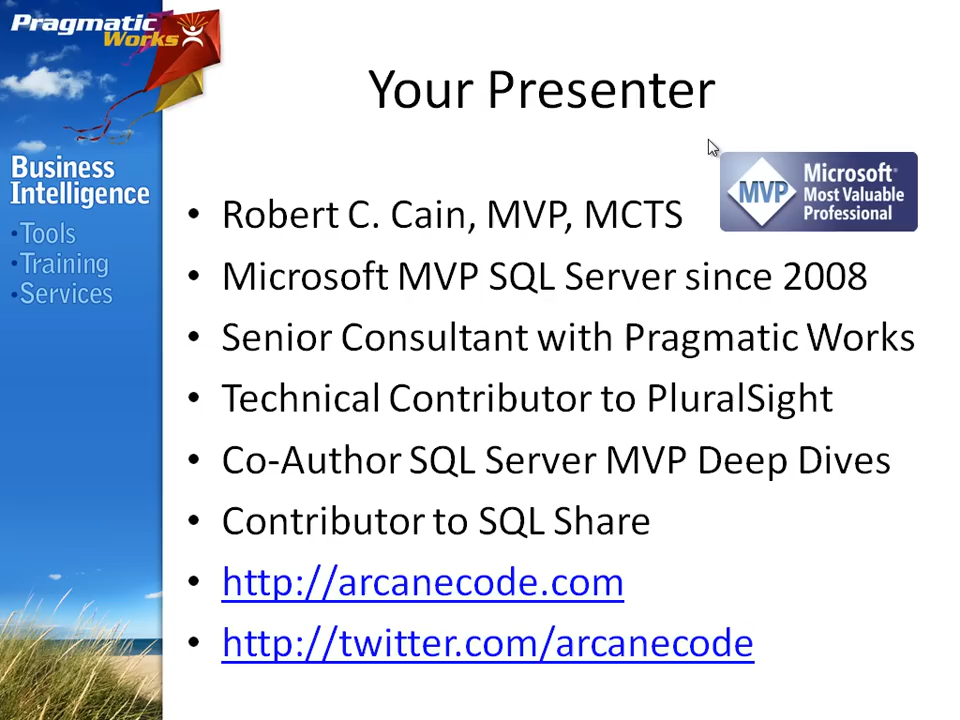 Pragmatic
Works
Your Presenter
Business
Intelligence
•Tools
•Training
•Services
Microsoft®
MVP
Most Valuable
Professional
• Robert C. Cain, MVP, MCTS
• Microsoft MVP SQL Server since 2008
• Senior Consultant with Pragmatic Works
• Technical Contributor to PluralSight
• Co-Author SQL Server MVP Deep Dives
• Contributor to SQL Share
• http://arcanecode.com
• http://twitter.com/arcanecode